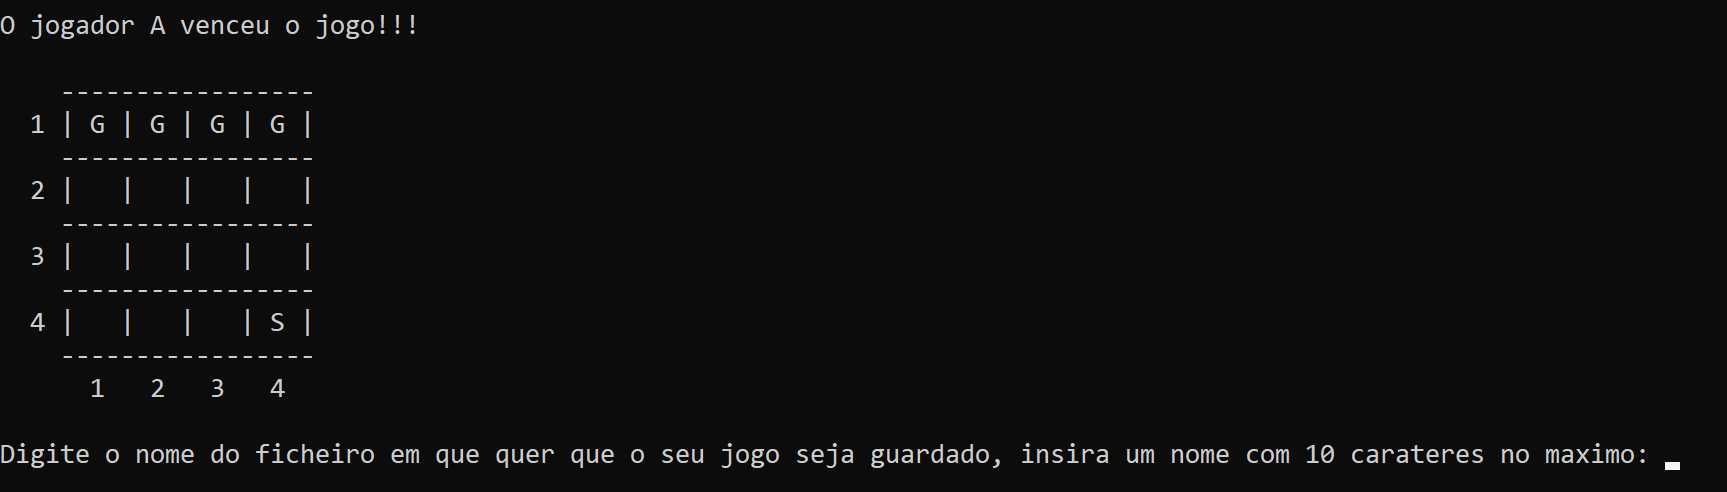 O jogador A venceu o jogo!!!
-----------------
1 | G | G | G | G |
-----------------
2 |   |   |   |   |
-----------------
3 |   |   |   |   |
-----------------
4 |   |   |   | S |
-----------------
1   2   3   4
Digite o nome do ficheiro em que quer que o seu jogo seja guardado, insira um nome com 10 carateres no maximo: